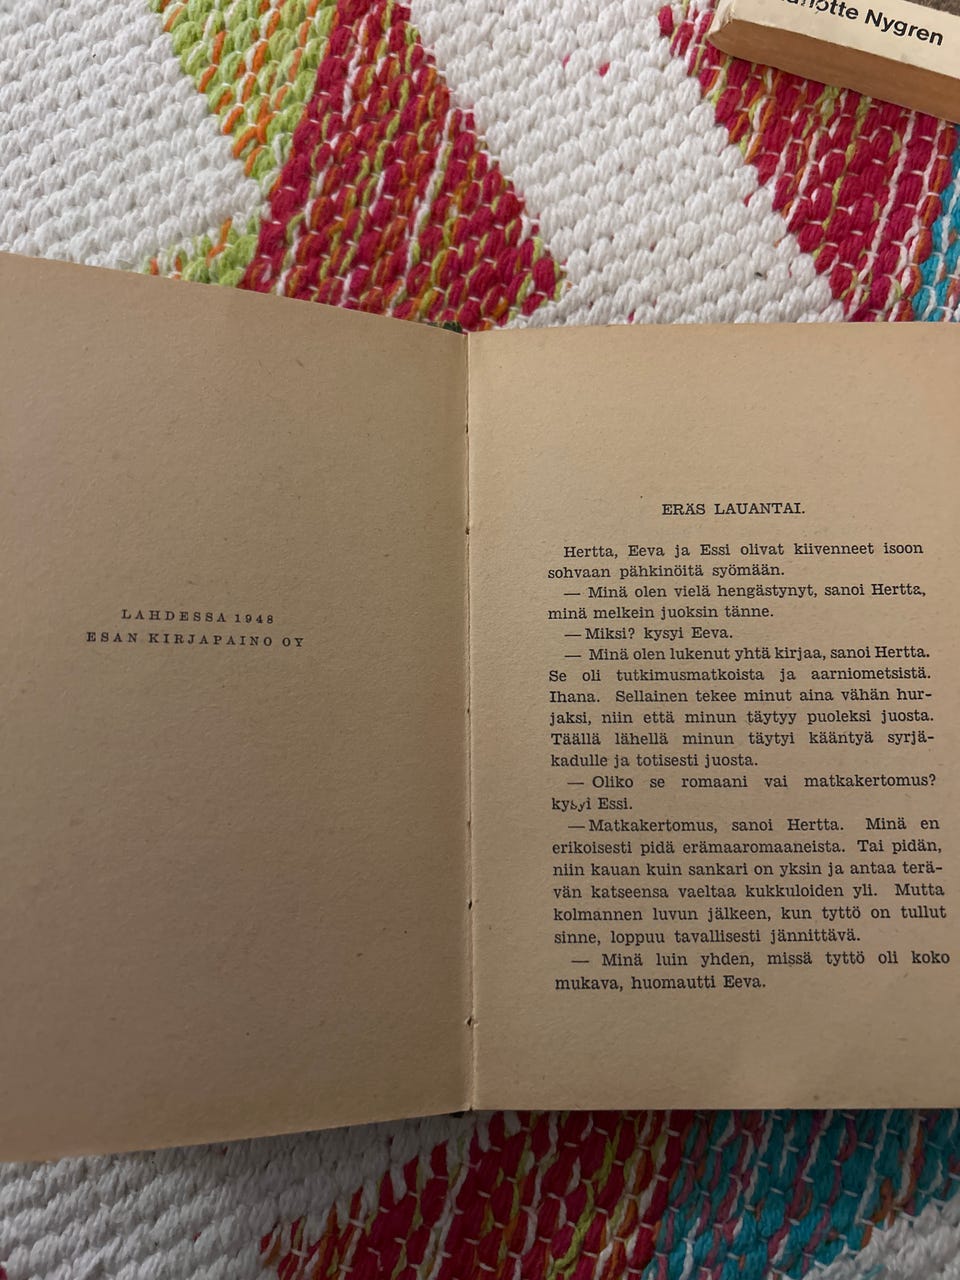 Nygren
LAHDESSA 1948
ESAN KIRJAPAINO OY
ERÄS LAUANTAI.
Hertta, Eeva ja Essi olivat kiivenneet isoon
sohvaan pähkinöitä syömään.
— Minä olen vielä hengästynyt, sanoi Hertta,
minä melkein juoksin tänne.
— Miksi? kysyi Eeva.
— Minä olen lukenut yhtä kirjaa, sanoi Hertta.
Se oli tutkimusmatkoista ja aarniometsistä.
Ihana. Sellainen tekee minut aina vähän hur-
jaksi, niin että minun täytyy puoleksi juosta.
Täällä lähellä minun täytyi kääntyä syrjä-
kadulle ja totisesti juosta.
— Oliko se romaani vai matkakertomus?
kysyi Essi.
— Matkakertomus, sanoi Hertta. Minä en
erikoisesti pidä erämaaromaaneista. Tai pidän,
niin kauan kuin sankari on yksin ja antaa terä-
vän katseensa vaeltaa kukkuloiden yli. Mutta
kolmannen luvun jälkeen, kun tyttö on tullut
sinne, loppuu tavallisesti jännittävä.
— Minä luin yhden, missä tyttö oli koko
mukava, huomautti Eeva.